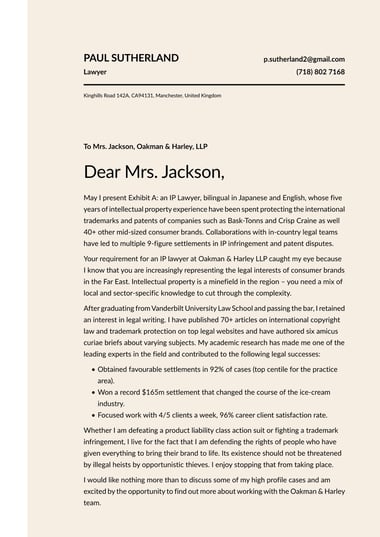 PAUL SUTHERLAND
p.sutherland2@gmail.com
Lawyer
(718) 802 7168
Kinghills Road 142A, CA94131, Manchester, United Kingdom
To Mrs. Jackson, Oakman & Harley, LLP
Dear Mrs. Jackson,
May I present Exhibit A: an IP Lawyer, bilingual in Japanese and English, whose five
years of intellectual property experience have been spent protecting the international
trademarks and patents of companies such as Bask-Tonns and Crisp Craine as well
40+ other mid-sized consumer brands. Collaborations with in-country legal teams
have led to multiple 9-figure settlements in IP infringement and patent disputes.
Your requirement for an IP lawyer at Oakman & Harley LLP caught my eye because
I know that you are increasingly representing the legal interests of consumer brands
in the Far East. Intellectual property is a minefield in the region – you need a mix of
local and sector-specific knowledge to cut through the complexity.
After graduating from Vanderbilt University Law School and passing the bar, I retained
an interest in legal writing. I have published 70+ articles on international copyright
law and trademark protection on top legal websites and have authored six amicus
curiae briefs about varying subjects. My academic research has made me one of the
leading experts in the field and contributed to the following legal successes:
• Obtained favourable settlements in 92% of cases (top centile for the practice
area).
• Won a record $165m settlement that changed the course of the ice-cream
industry.
• Focused work with 4/5 clients a week, 96% career client satisfaction rate.
Whether I am defeating a product liability class action suit or fighting a trademark
infringement, I live for the fact that I am defending the rights of people who have
given everything to bring their brand to life. Its existence should not be threatened
by illegal heists by opportunistic thieves. I enjoy stopping that from taking place.
I would like nothing more than to discuss some of my high profile cases and am
excited by the opportunity to find out more about working with the Oakman & Harley
team.